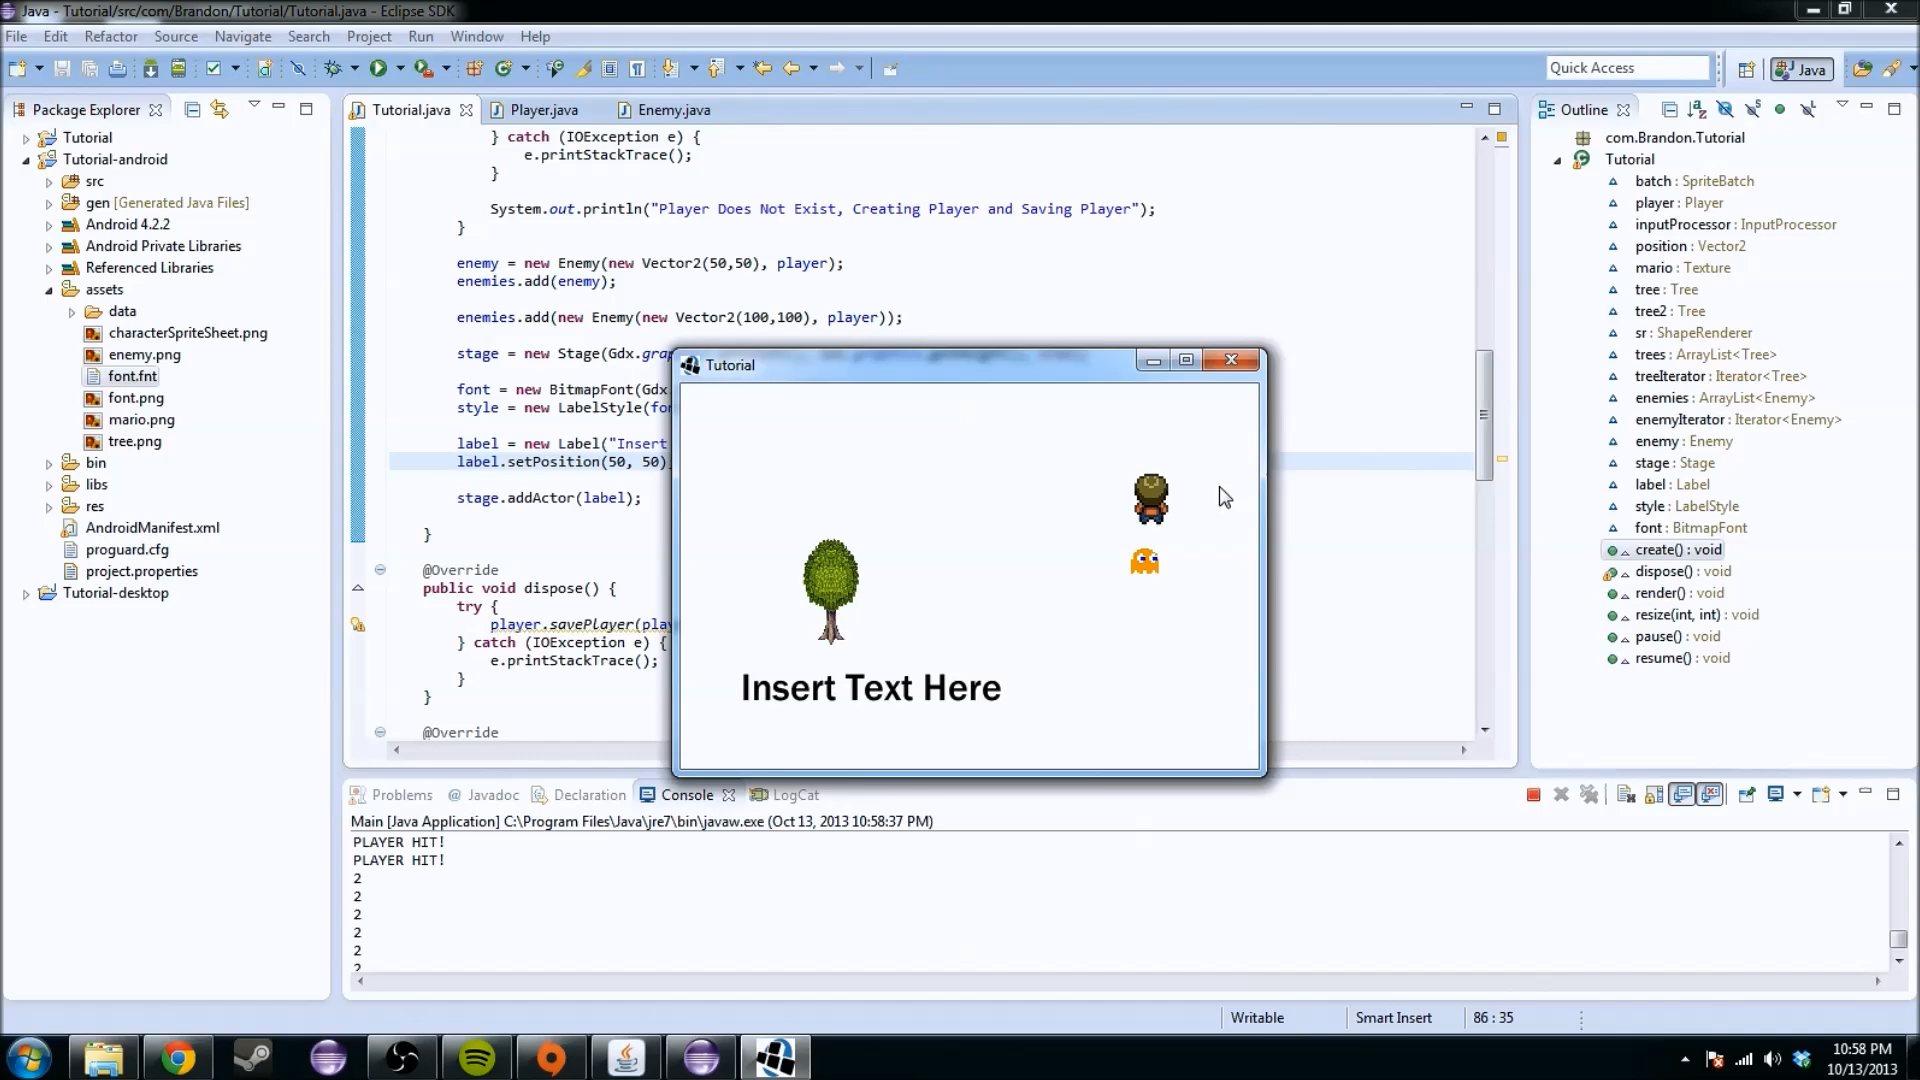 Java - Tutorial/src/com/Brandon/Tutorial/Tutorial.java - Eclipse SDK
File Edit Refactor Source Navigate Search Project Run Window Help
Quick Access
Java
Package Explorer
Tutorial
Tutorial-android
src
gen [Generated Java Files]
Android 4.2.2
Android Private Libraries
Referenced Libraries
assets
data
characterSpriteSheet.png
enemy.png
font.fnt
font.png
mario.png
tree.png
bin
libs
res
AndroidManifest.xml
proguard.cfg
project.properties
Tutorial-desktop
Tutorial.java Player.java Enemy.java
} catch (IOException e) {
e.printStackTrace();
}
System.out.println("Player Does Not Exist, Creating Player and Saving Player");
}
enemy = new Enemy(new Vector2(50,50), player);
enemies.add(enemy);
enemies.add(new Enemy(new Vector2(100,100), player));
stage = new Stage(Gdx.gra
font = new BitmapFont(Gdx.
style = new LabelStyle(fo
label = new Label("Insert
label.setPosition(50, 50)
stage.addActor(label);
}
@Override
public void dispose() {
try {
player.savePlayer(pla
} catch (IOException e) {
e.printStackTrace();
}
}
@Override
Tutorial
Insert Text Here
Outline
com.Brandon.Tutorial
Tutorial
batch : SpriteBatch
player : Player
inputProcessor : InputProcessor
position : Vector2
mario : Texture
tree : Tree
tree2 : Tree
sr : ShapeRenderer
trees : ArrayList<Tree>
treeIterator : Iterator<Tree>
enemies : ArrayList<Enemy>
enemyIterator : Iterator<Enemy>
enemy : Enemy
stage : Stage
label : Label
style : LabelStyle
font : BitmapFont
create() : void
dispose() : void
render() : void
resize(int, int) : void
pause() : void
resume() : void
Problems @ Javadoc Declaration Console LogCat
Main [Java Application] C:\Program Files\Java\jre7\bin\javaw.exe (Oct 13, 2013 10:58:37 PM)
PLAYER HIT!
PLAYER HIT!
2
2
2
2
2
2
Writable Smart Insert 86 : 35
10:58 PM
10/13/2013